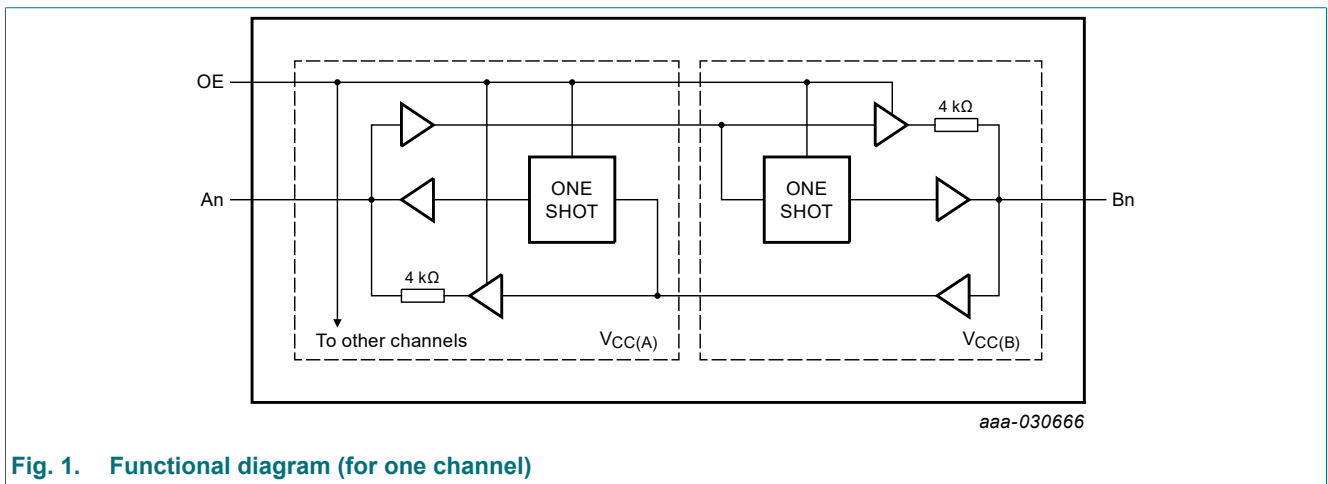 OE
4 kΩ
ONE
SHOT
ONE
SHOT
An
Bn
4 kΩ
To other channels
VCC(A)
VCC(B)
aaa-030666
Fig. 1. Functional diagram (for one channel)